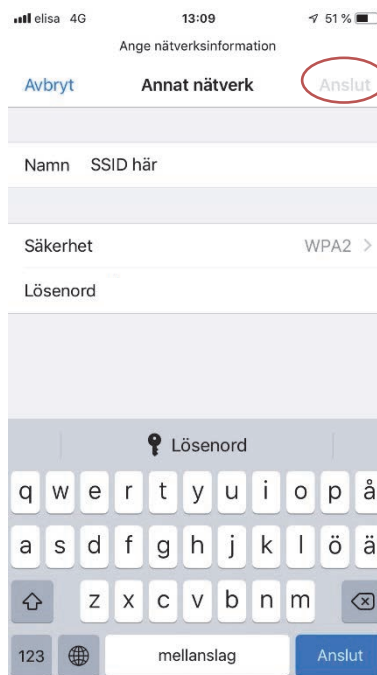 elisa 4G 13:09 51 %
Ange nätverksinformation
Avbryt Annat nätverk Anslut
Namn SSID här
Säkerhet WPA2
Lösenord
Lösenord
q w e r t y u i o p å
a s d f g h j k l ö ä
z x c v b n m
123 mellanslag Anslut